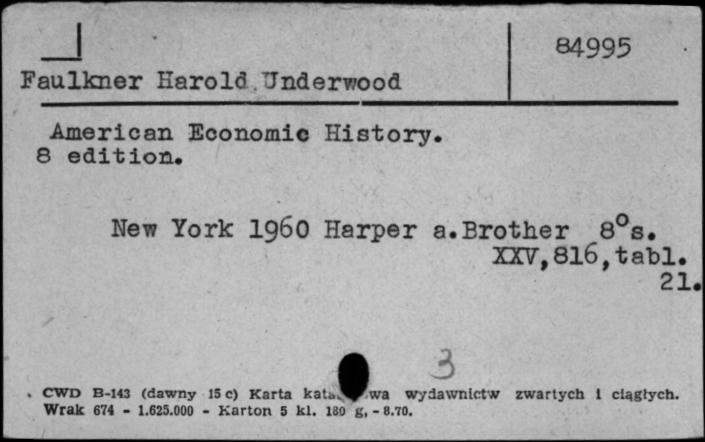 84995
Faulkner Harold Underwood
American Economic History.
8 edition.
New York 1960 Harper a.Brother 8°s.
XXV,816,tabl.
21.
3
CWD B-143 (dawny 15 c) Karta wydawnictw zwartych i ciągłych.
Wrak 674 - 1.625.000 - Karton 5 kl. 180 g, - 8.70.